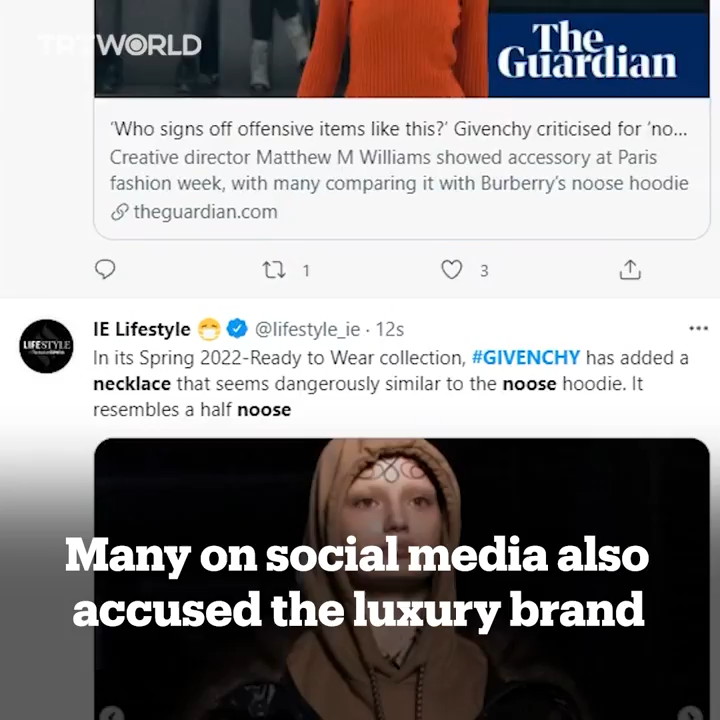 TRT WORLD
The
Guardian
'Who signs off offensive items like this?' Givenchy criticised for 'no...
Creative director Matthew M Williams showed accessory at Paris
fashion week, with many comparing it with Burberry's noose hoodie
theguardian.com
1
3
LIFESTYLE
IE Lifestyle @lifestyle_ie · 12s
In its Spring 2022-Ready to Wear collection, #GIVENCHY has added a
necklace that seems dangerously similar to the noose hoodie. It
resembles a half noose
Many on social media also
accused the luxury brand